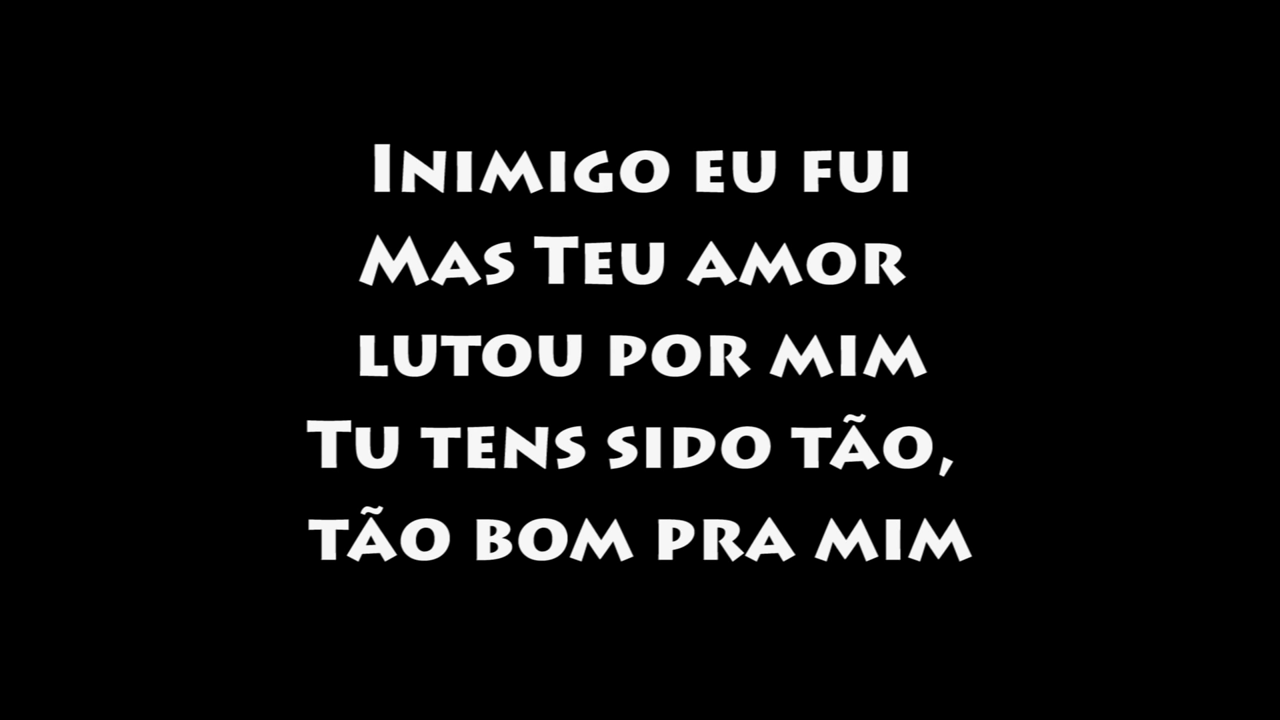 Inimigo eu fui
Mas Teu amor
lutou por mim
Tu tens sido tão,
tão bom pra mim